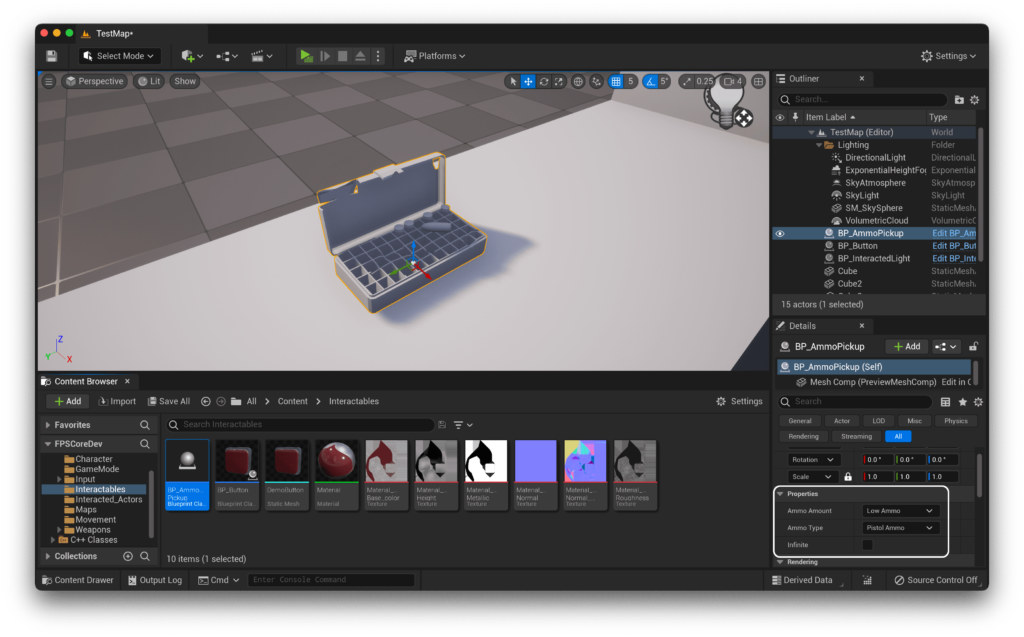 TestMap*
Select Mode
Platforms
Settings
Perspective
Lit
Show
5
5°
0.25
4
Outliner
Search...
Item Label
Type
TestMap (Editor)
World
Lighting
Folder
DirectionalLight
DirectionalL
ExponentialHeightFog
Exponential
SkyAtmosphere
SkyAtmosp
SkyLight
SkyLight
SM_SkySphere
StaticMesh
VolumetricCloud
VolumetricC
BP_AmmoPickup
Edit BP_Am
BP_Button
Edit BP_But
BP_InteractedLight
Edit BP_Inte
Cube
StaticMesh
Cube2
StaticMesh
15 actors (1 selected)
Details
BP_AmmoPickup
Add
BP_AmmoPickup (Self)
Mesh Comp (PreviewMeshComp)
Edit in C
Search
General
Actor
LOD
Misc
Physics
Rendering
Streaming
All
Rotation
0.0°
0.0°
0.0°
Scale
1.0
1.0
1.0
Properties
Ammo Amount
Low Ammo
Ammo Type
Pistol Ammo
Infinite
Rendering
Z
Y
X
Content Browser
Add
Import
Save All
All
Content
Interactables
Settings
Favorites
FPSCoreDev
Character
GameMode
Input
Interactables
Interacted_Actors
Maps
Movement
Weapons
C++ Classes
Collections
Search Interactables
BP_Ammo_
Pickup
Blueprint Cla...
BP_Button
Blueprint Cla...
DemoButton
Static Mesh
Material
Material
Material_
Base_color
Texture
Material_
Height
Texture
Material_
Metallic
Texture
Material_
Normal
Texture
Material_
Normal_
Texture
Material_
Roughness
Texture
10 items (1 selected)
Content Drawer
Output Log
Cmd
Enter Console Command
Derived Data
Source Control Off